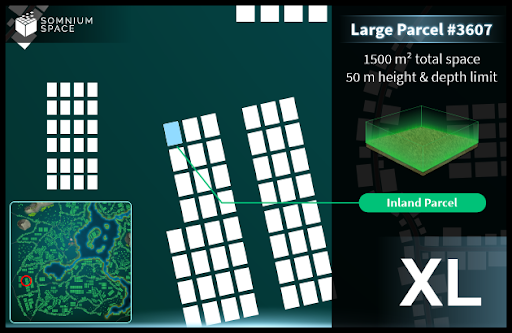 SOMNIUM
SPACE
Large Parcel #3607
1500 m² total space
50 m height & depth limit
Inland Parcel
XL